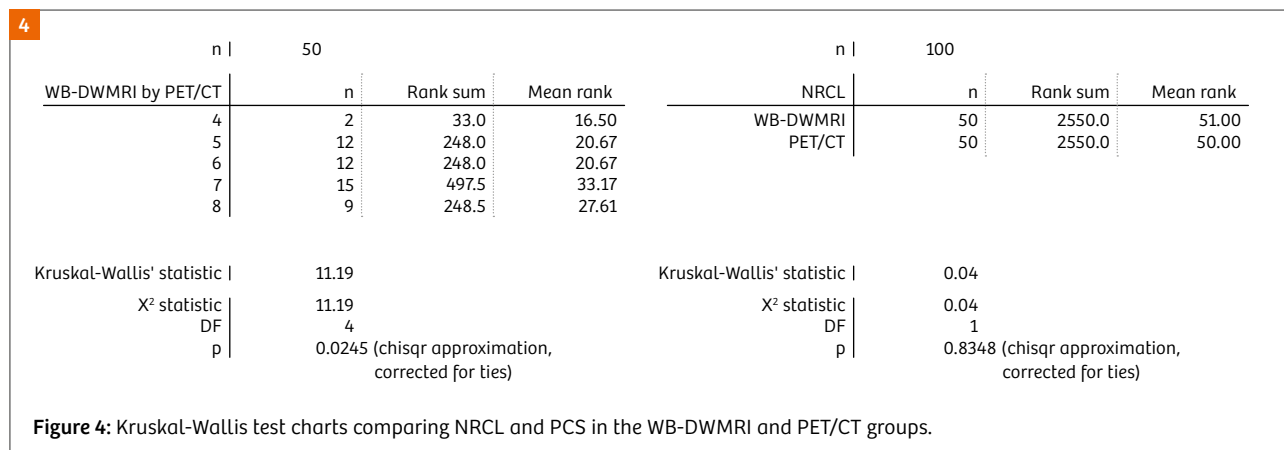 4
n 50
WB-DWMRI by PET/CT n Rank sum Mean rank
4 2 33.0 16.50
5 12 248.0 20.67
6 12 248.0 20.67
7 15 497.5 33.17
8 9 248.5 27.61
Kruskal-Wallis' statistic 11.19
X² statistic 11.19
DF 4
p 0.0245 (chisqr approximation,
corrected for ties)
n 100
NRCL n Rank sum Mean rank
WB-DWMRI 50 2550.0 51.00
PET/CT 50 2550.0 50.00
Kruskal-Wallis' statistic 0.04
X² statistic 0.04
DF 1
p 0.8348 (chisqr approximation,
corrected for ties)
Figure 4: Kruskal-Wallis test charts comparing NRCL and PCS in the WB-DWMRI and PET/CT groups.